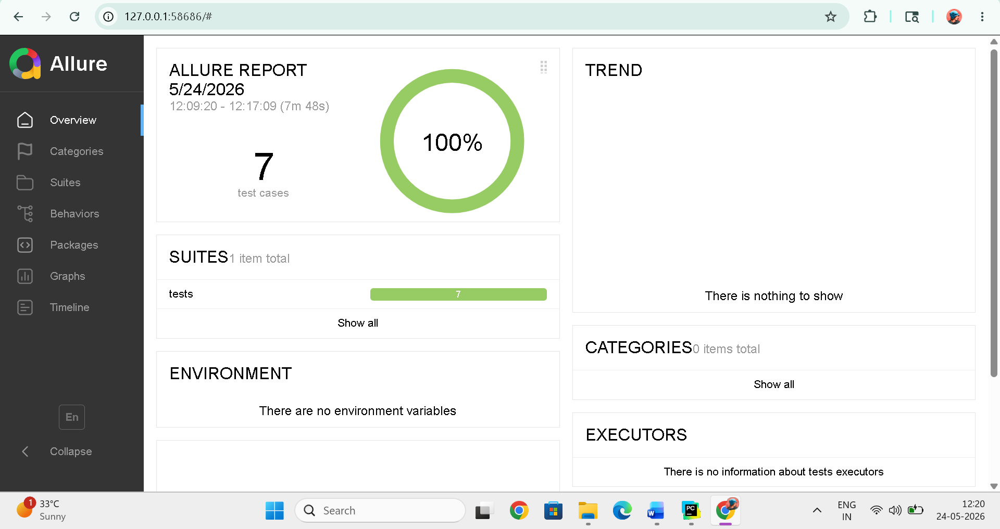 127.0.0.1:58686/#
Allure
Overview
Categories
Suites
Behaviors
Packages
Graphs
Timeline
En
Collapse
ALLURE REPORT
5/24/2026
12:09:20 - 12:17:09 (7m 48s)
7
test cases
100%
SUITES 1 item total
tests 7
Show all
ENVIRONMENT
There are no environment variables
TREND
There is nothing to show
CATEGORIES 0 items total
Show all
EXECUTORS
There is no information about tests executors
1
33°C
Sunny
Search
W
PC
ENG
IN
12:20
24-05-2026